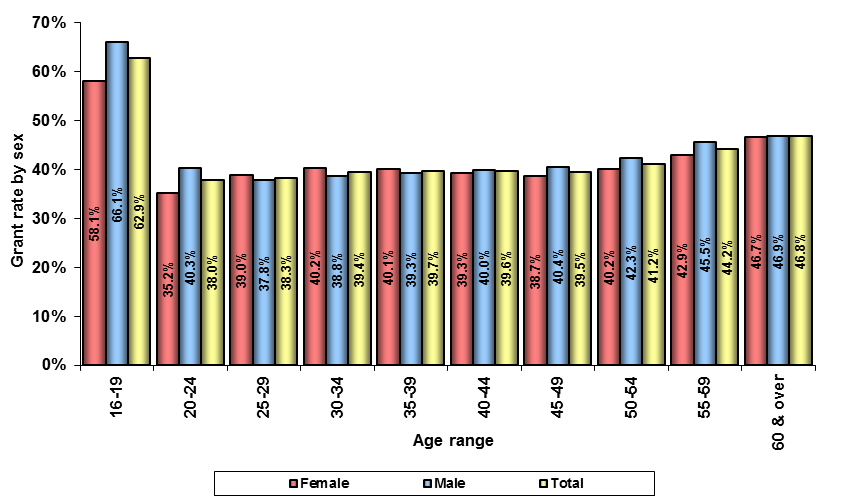 70%
60%
50%
40%
30%
20%
10%
0%
Grant rate by sex
58.1% 66.1% 62.9%
35.2% 40.3% 38.0%
39.0% 37.8% 38.3%
40.2% 38.8% 39.4%
40.1% 39.3% 39.7%
39.3% 40.0% 39.6%
38.7% 40.4% 39.5%
40.2% 42.3% 41.2%
42.9% 45.5% 44.2%
46.7% 46.9% 46.8%
16-19
20-24
25-29
30-34
35-39
40-44
45-49
50-54
55-59
60 & over
Age range
Female Male Total